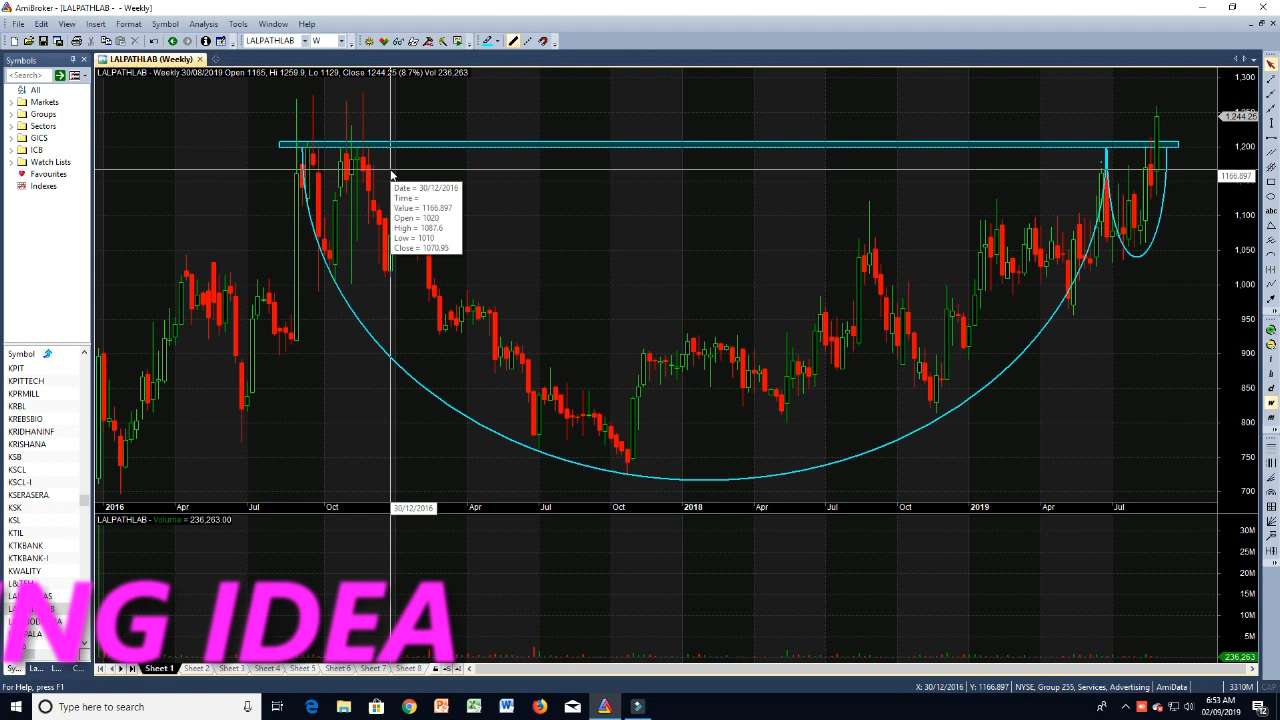 AmiBroker - [LALPATHLAB - - Weekly]
File Edit View Insert Format Symbol Analysis Tools Window Help
LALPATHLAB W
Symbols
LALPATHLAB (Weekly)
<Search>
LALPATHLAB - Weekly 30/08/2019 Open 1165, Hi 1259.9, Lo 1129, Close 1244.25 (8.7%) Vol 236,263
All
Markets
Groups
Sectors
GICS
ICB
Watch Lists
Favourites
Indexes
1,300
1,244.25
1,200
1166.897
1,100
1,050
1,000
950
900
850
800
750
700
Date = 30/12/2016
Time =
Value = 1166.897
Open = 1020
High = 1087.6
Low = 1010
Close = 1070.95
2016 Apr Jul Oct 30/12/2016 Apr Jul Oct 2018 Apr Jul Oct 2019 Apr Jul
LALPATHLAB - Volume = 236,263.00
30M
25M
20M
15M
10M
5M
236,263
Symbol
KPIT
KPITTECH
KPRMILL
KRBL
KREBSBIO
KRIDHANINF
KRISHANA
KSB
KSCL
KSCL-I
KSERASERA
KSK
KSL
KTIL
KTKBANK
KTKBANK-I
KWALITY
NG IDEA
Sy... La... L... C...
Sheet 1 Sheet 2 Sheet 3 Sheet 4 Sheet 5 Sheet 6 Sheet 7 Sheet 8
For Help, press F1
X: 30/12/2016 Y: 1166.897 NYSE, Group 255, Services, Advertising AmiData 3310M CAP
Type here to search
6:53 AM
02/09/2019